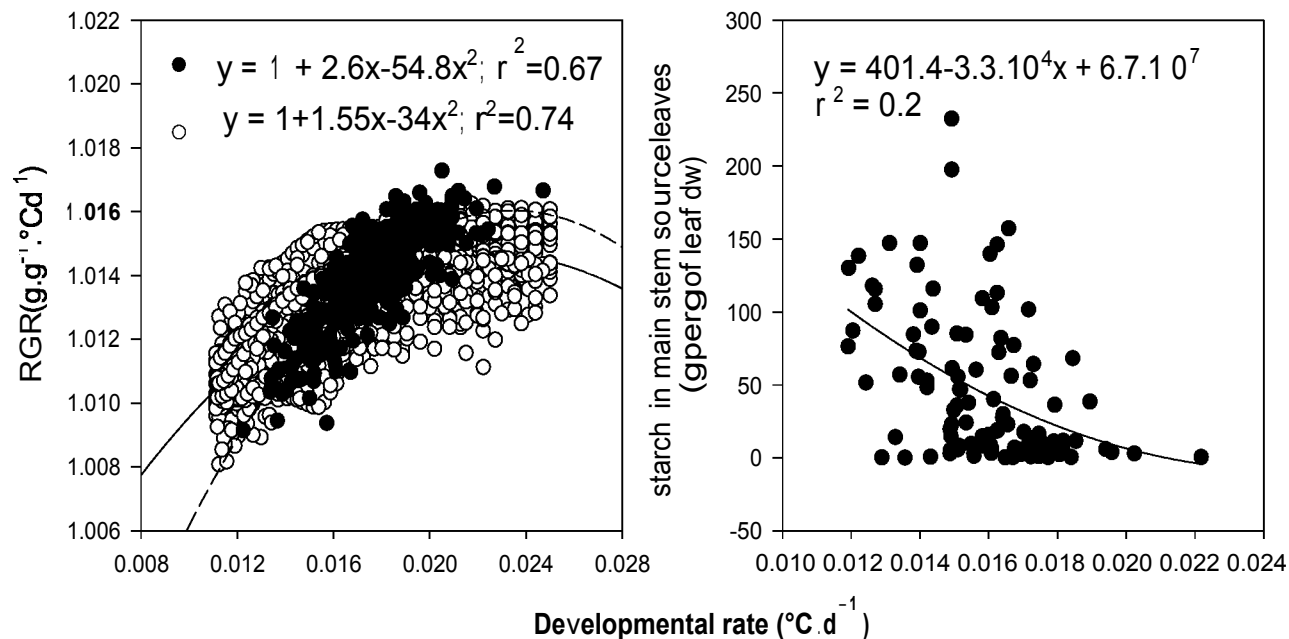 1.022
1.020
1.018
1.016
1.014
1.012
1.010
1.008
1.006
RGR(g.g⁻¹.°Cd¹)
y = 1 + 2.6x-54.8x²; r²=0.67
y = 1+1.55x-34x²; r²=0.74
0.008 0.012 0.016 0.020 0.024 0.028
300
250
200
150
100
50
0
-50
starch in main stem sourceleaves
(gpergof leaf dw)
y = 401.4-3.3.10⁴x + 6.7.1 0⁷
r² = 0.2
0.010 0.012 0.014 0.016 0.018 0.020 0.022 0.024
Developmental rate (°C.d⁻¹)